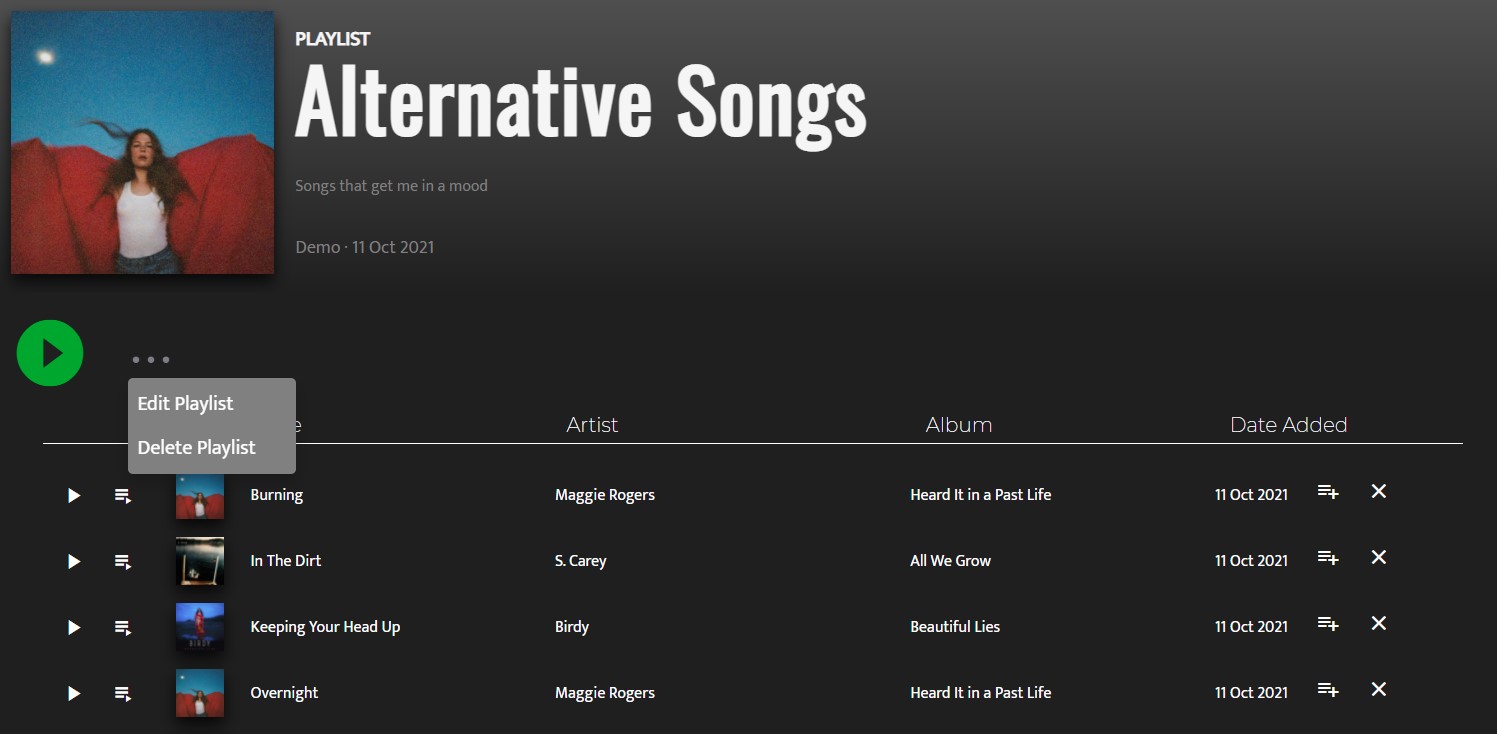 PLAYLIST
Alternative Songs
Songs that get me in a mood
Demo · 11 Oct 2021
Edit Playlist
Delete Playlist
Artist Album Date Added
Burning Maggie Rogers Heard It in a Past Life 11 Oct 2021
In The Dirt S. Carey All We Grow 11 Oct 2021
Keeping Your Head Up Birdy Beautiful Lies 11 Oct 2021
BIRDY
Overnight Maggie Rogers Heard It in a Past Life 11 Oct 2021